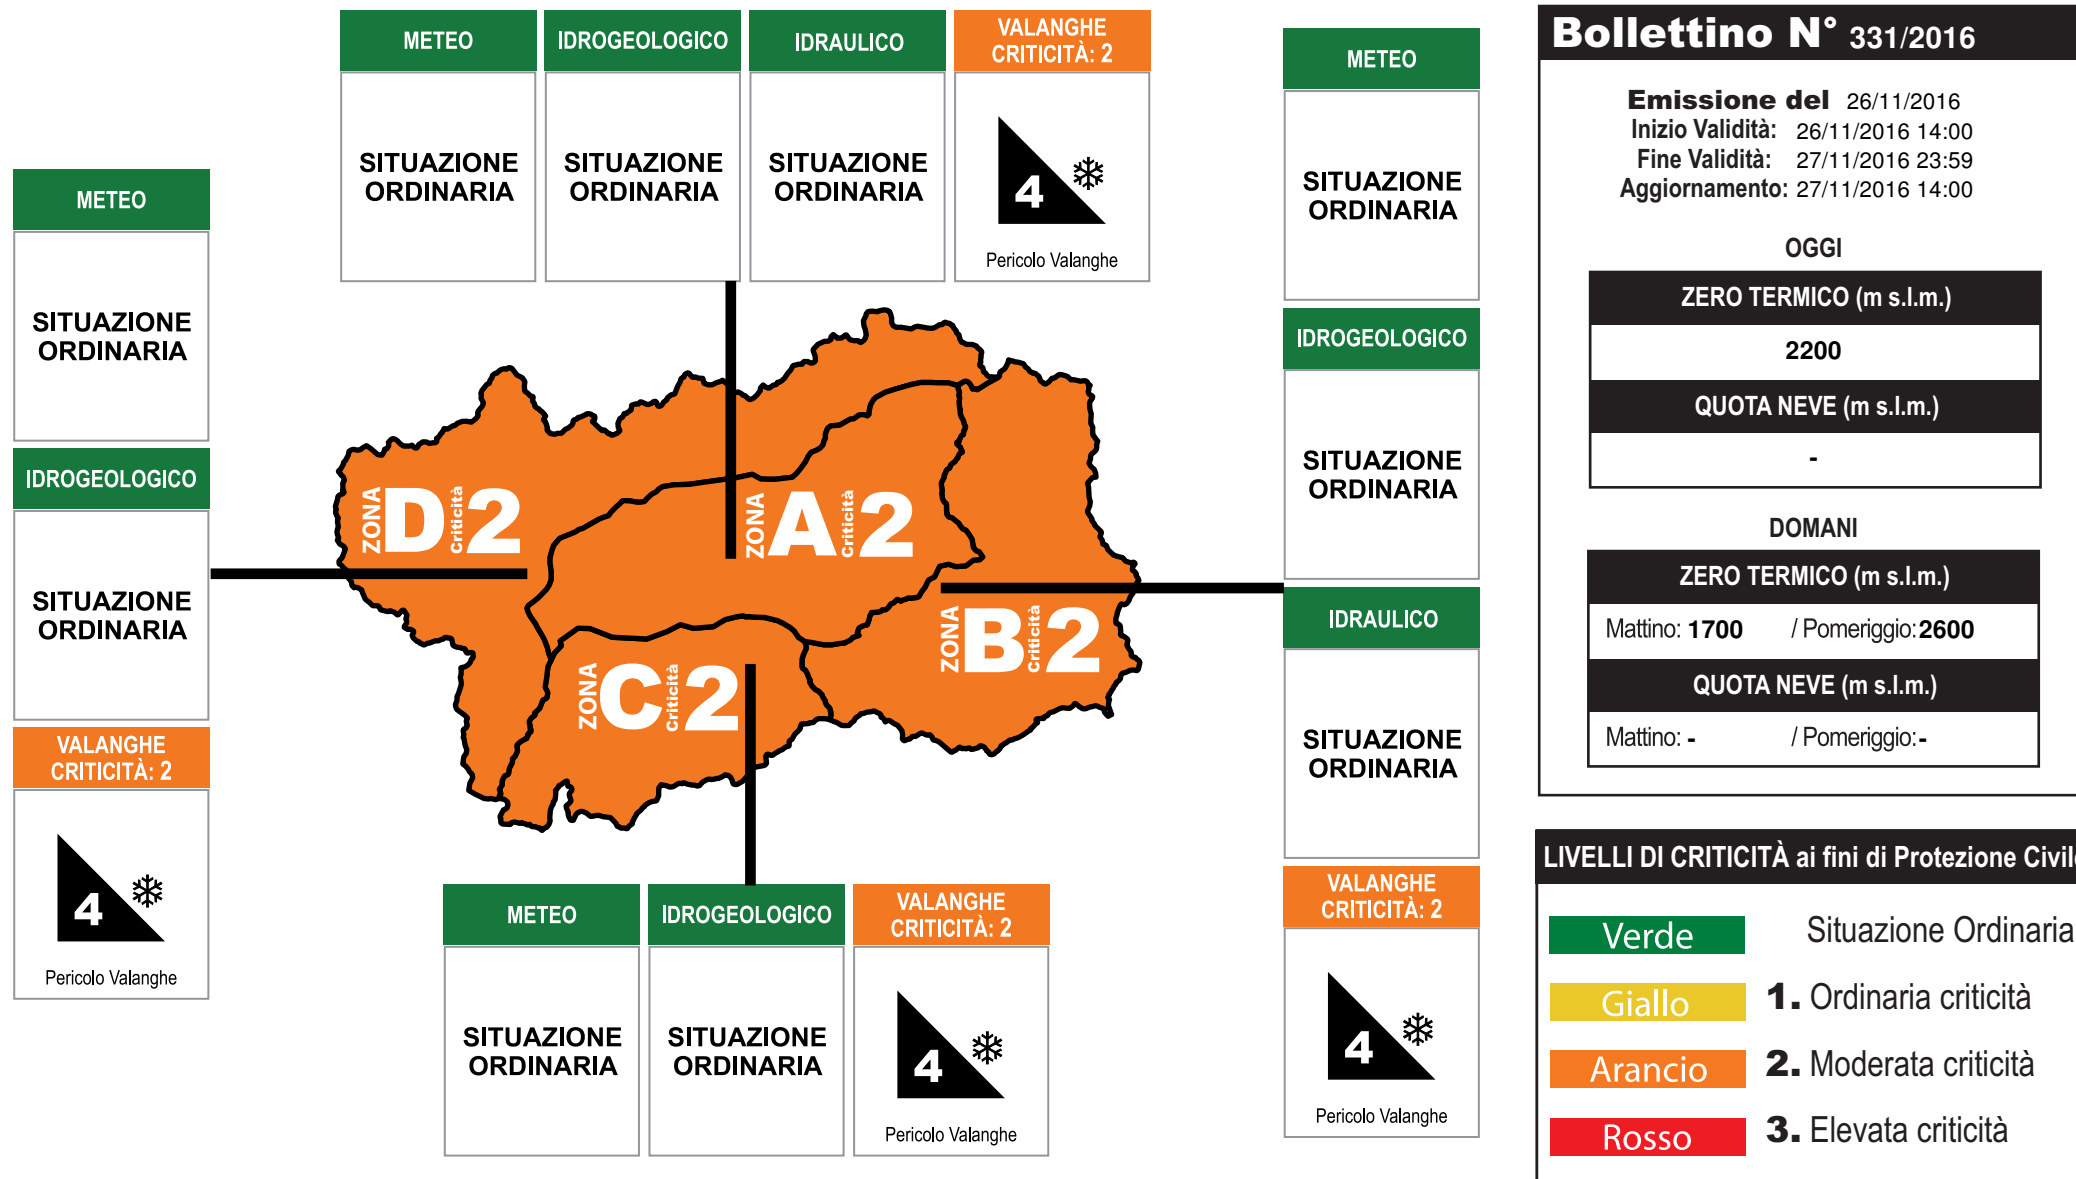 METEO
SITUAZIONE
ORDINARIA
IDROGEOLOGICO
SITUAZIONE
ORDINARIA
IDRAULICO
SITUAZIONE
ORDINARIA
VALANGHE
CRITICITÀ: 2
4
Pericolo Valanghe
METEO
SITUAZIONE
ORDINARIA
IDROGEOLOGICO
SITUAZIONE
ORDINARIA
VALANGHE
CRITICITÀ: 2
4
Pericolo Valanghe
ZONA D Criticità 2
ZONA A Criticità 2
ZONA B Criticità 2
ZONA C Criticità 2
METEO
SITUAZIONE
ORDINARIA
IDROGEOLOGICO
SITUAZIONE
ORDINARIA
VALANGHE
CRITICITÀ: 2
4
Pericolo Valanghe
METEO
SITUAZIONE
ORDINARIA
IDROGEOLOGICO
SITUAZIONE
ORDINARIA
IDRAULICO
SITUAZIONE
ORDINARIA
VALANGHE
CRITICITÀ: 2
4
Pericolo Valanghe
Bollettino N° 331/2016
Emissione del 26/11/2016
Inizio Validità: 26/11/2016 14:00
Fine Validità: 27/11/2016 23:59
Aggiornamento: 27/11/2016 14:00
OGGI
ZERO TERMICO (m s.l.m.)
2200
QUOTA NEVE (m s.l.m.)
-
DOMANI
ZERO TERMICO (m s.l.m.)
Mattino: 1700 / Pomeriggio: 2600
QUOTA NEVE (m s.l.m.)
Mattino: - / Pomeriggio: -
LIVELLI DI CRITICITÀ ai fini di Protezione Civile
Verde Situazione Ordinaria
Giallo 1. Ordinaria criticità
Arancio 2. Moderata criticità
Rosso 3. Elevata criticità